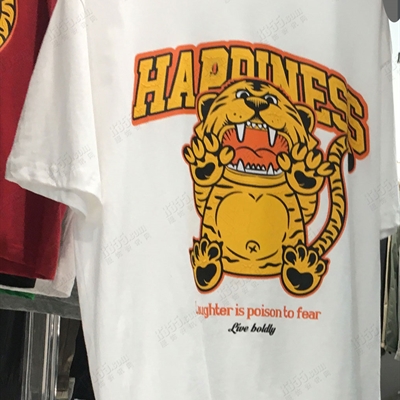 HAPPINESS
Laughter is poison to fear
Live boldly